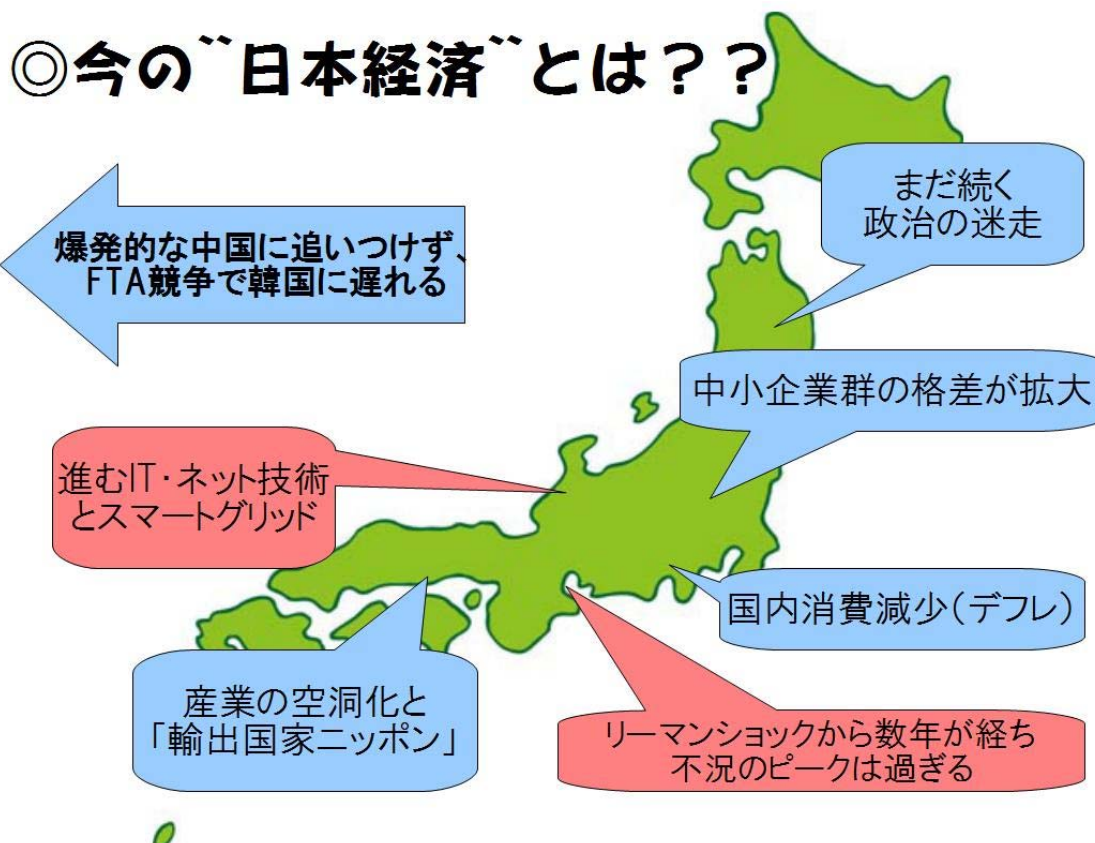 ◎今の〝日本経済〝とは？？
爆発的な中国に追いつけず、
FTA競争で韓国に遅れる
まだ続く
政治の迷走
中小企業群の格差が拡大
進むIT・ネット技術
とスマートグリッド
国内消費減少（デフレ）
産業の空洞化と
「輸出国家ニッポン」
リーマンショックから数年が経ち
不況のピークは過ぎる